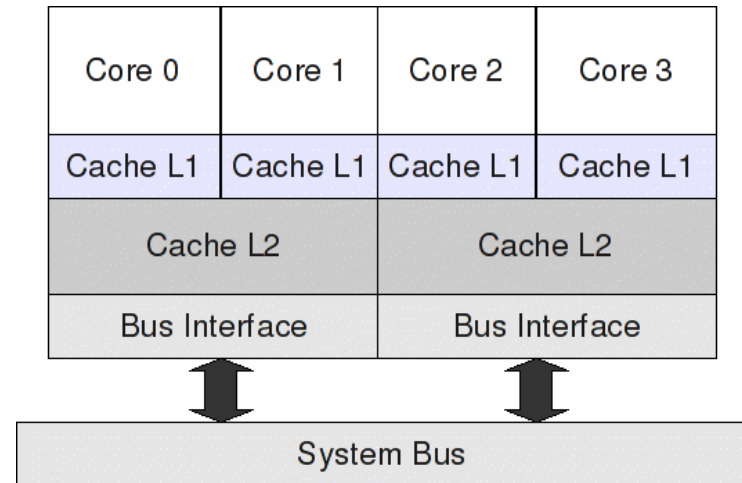 Core 0 Core 1 Core 2 Core 3
Cache L1 Cache L1 Cache L1 Cache L1
Cache L2 Cache L2
Bus Interface Bus Interface
System Bus